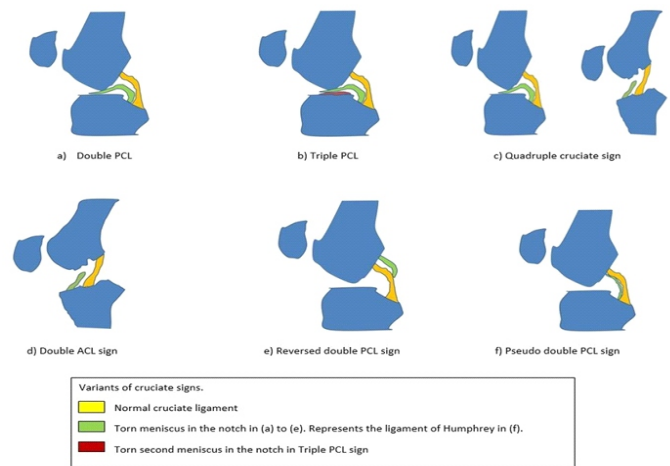 a) Double PCL
b) Triple PCL
c) Quadruple cruciate sign
d) Double ACL sign
e) Reversed double PCL sign
f) Pseudo double PCL sign
Variants of cruciate signs.
Normal cruciate ligament
Torn meniscus in the notch in (a) to (e). Represents the ligament of Humphrey in (f).
Torn second meniscus in the notch in Triple PCL sign